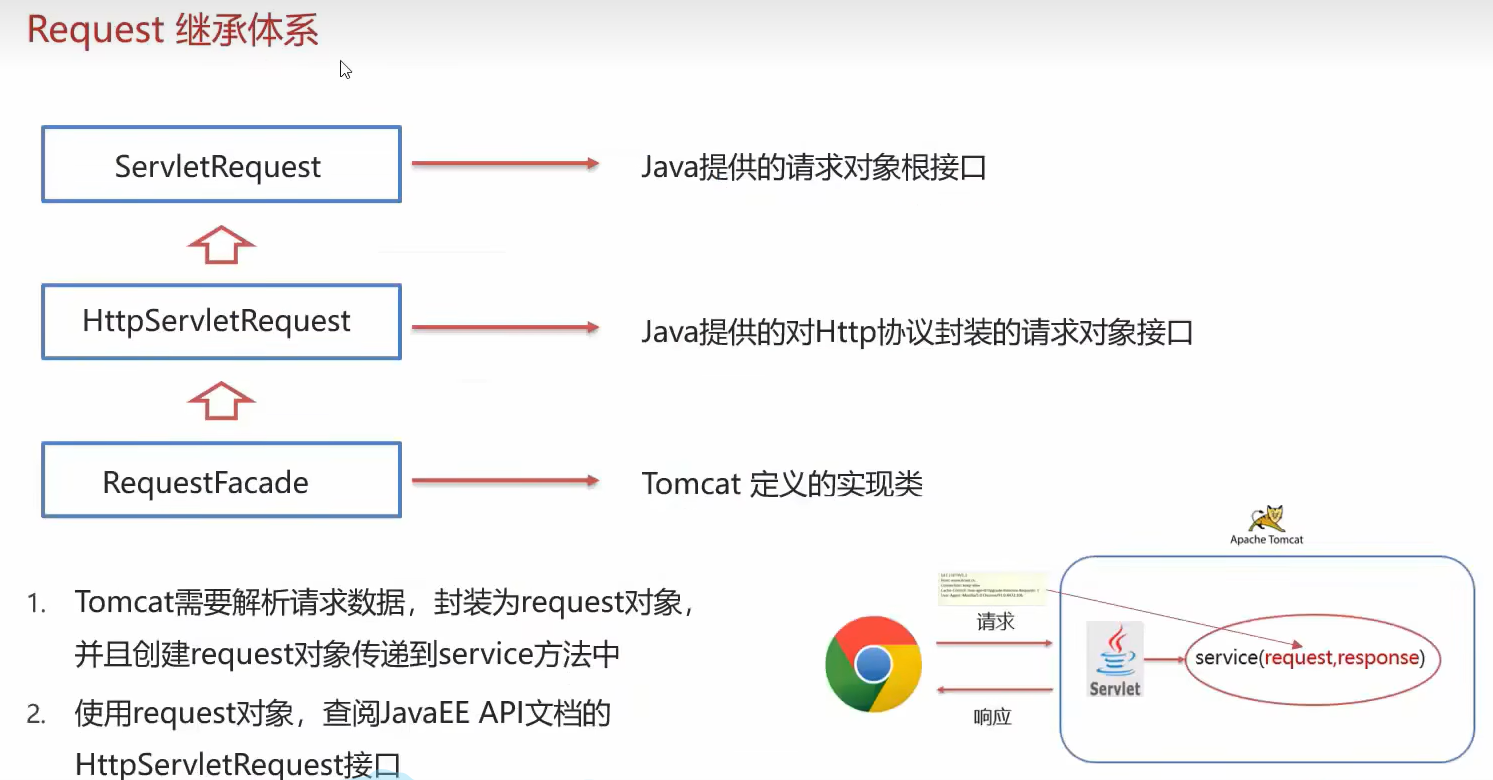 Request 继承体系
ServletRequest
Java提供的请求对象根接口
HttpServletRequest
Java提供的对Http协议封装的请求对象接口
RequestFacade
Tomcat 定义的实现类
1. Tomcat需要解析请求数据，封装为request对象，
并且创建request对象传递到service方法中
2. 使用request对象，查阅JavaEE API文档的
HttpServletRequest接口
Apache Tomcat
请求
响应
Servlet
service(request,response)